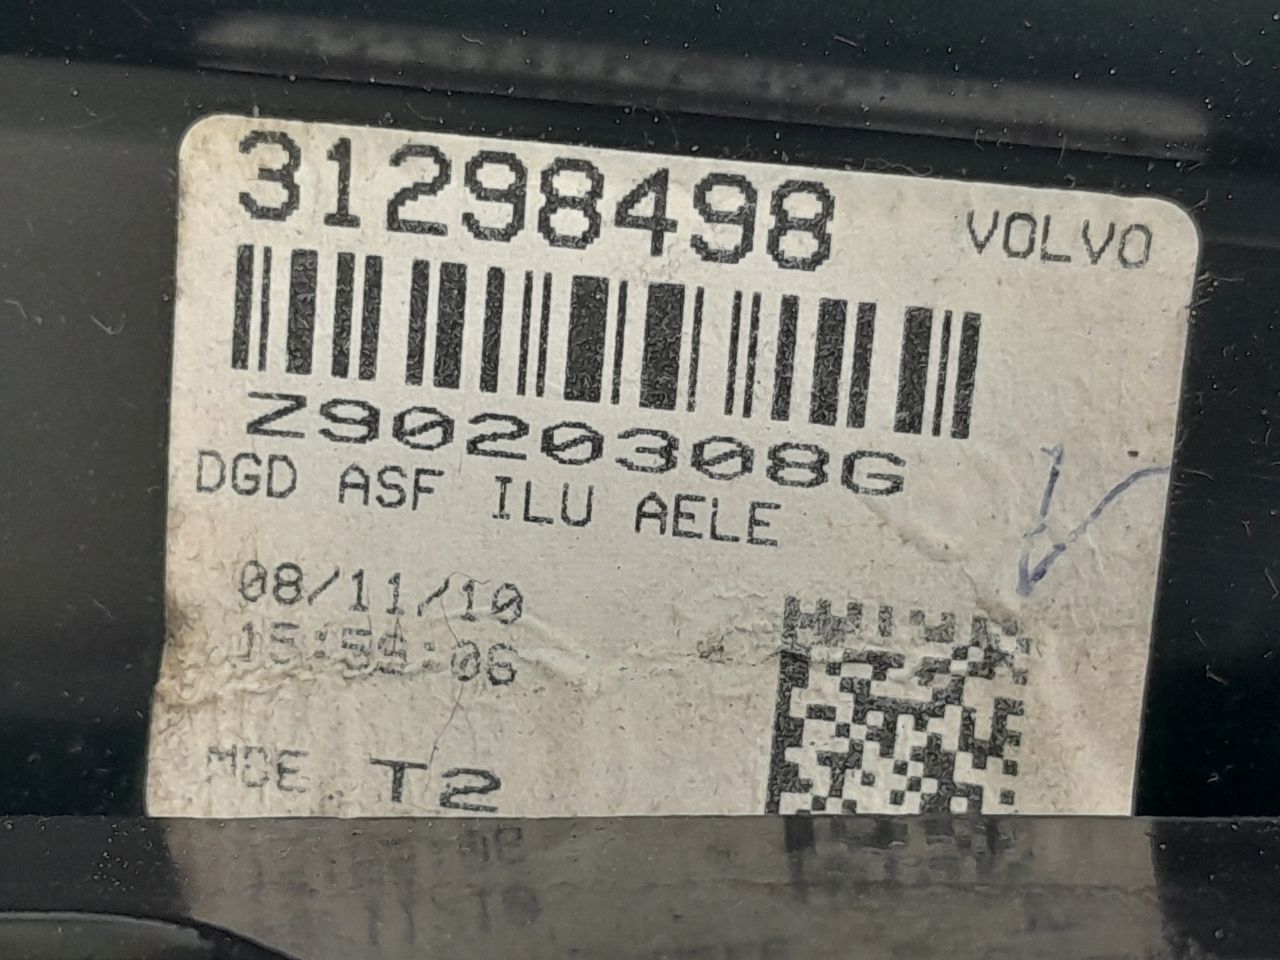 31298498 VOLVO
Z9020308G
DGD ASF ILU AELE
08/11/10
T2